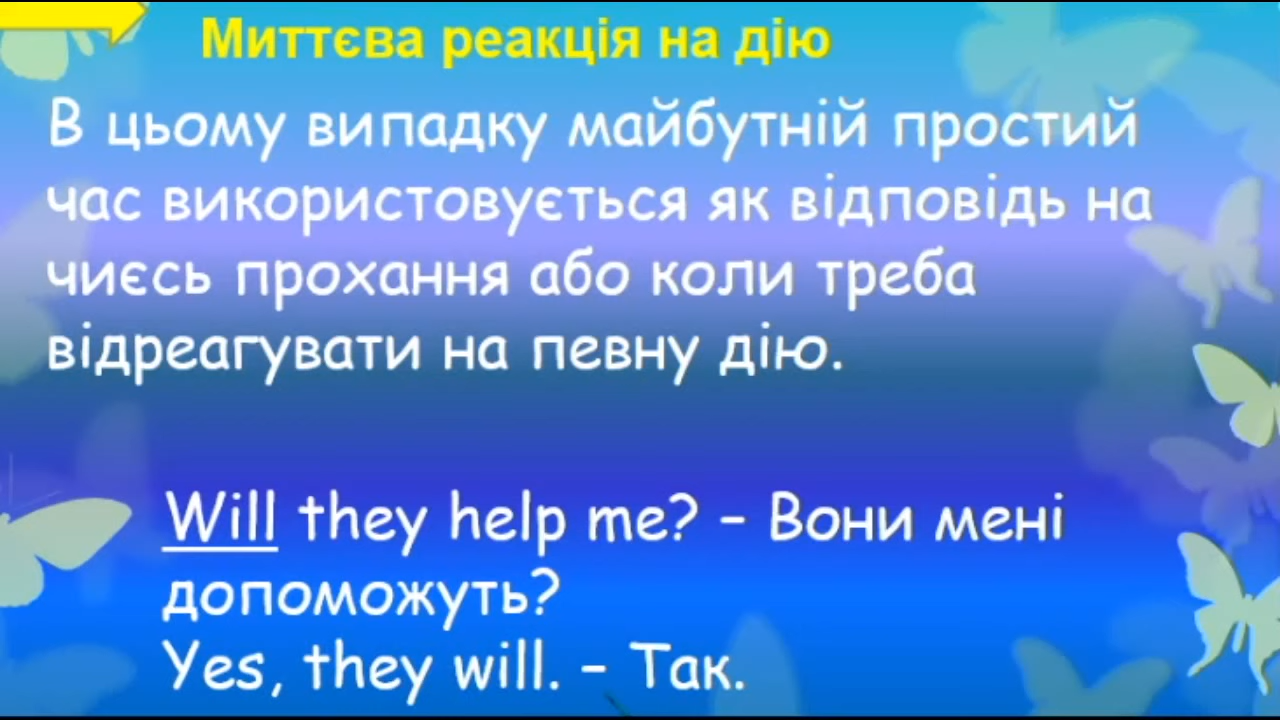 Миттєва реакція на дію
В цьому випадку майбутній простий
час використовується як відповідь на
чиєсь прохання або коли треба
відреагувати на певну дію.
Will they help me? – Вони мені
допоможуть?
Yes, they will. – Так.